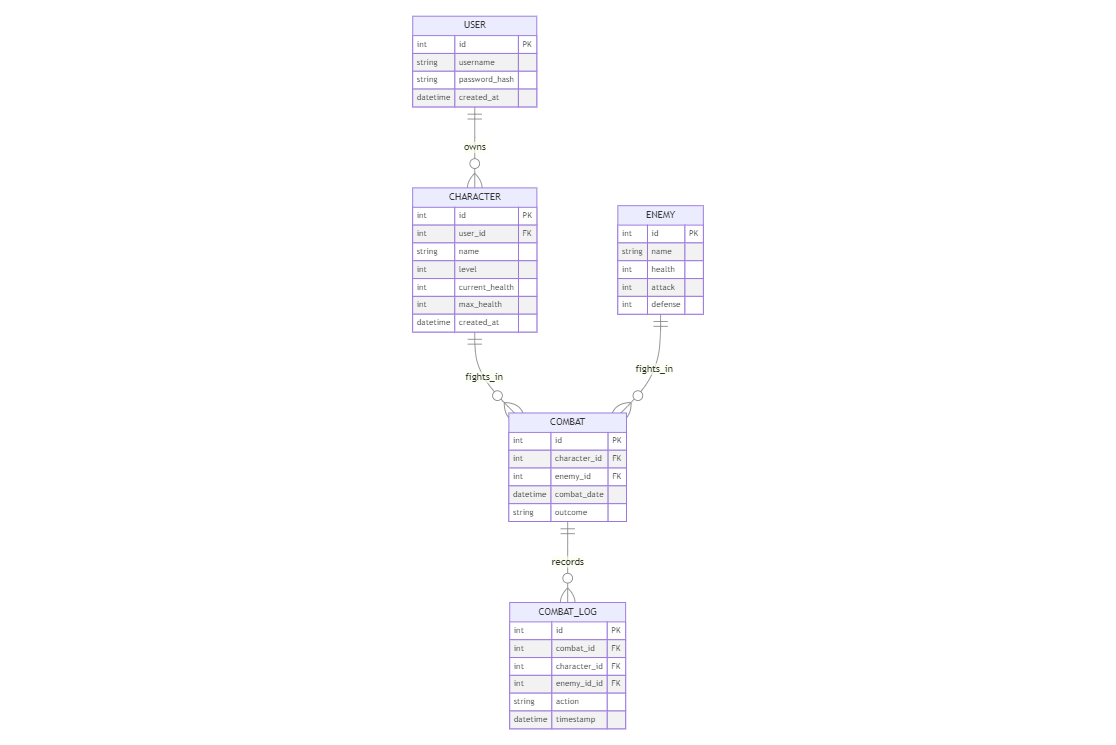 USER
int id PK
string username
string password_hash
datetime created_at
owns
CHARACTER
int id PK
int user_id FK
string name
int level
int current_health
int max_health
datetime created_at
ENEMY
int id PK
string name
int health
int attack
int defense
fights_in
fights_in
COMBAT
int id PK
int character_id FK
int enemy_id FK
datetime combat_date
string outcome
records
COMBAT_LOG
int id PK
int combat_id FK
int character_id FK
int enemy_id_id FK
string action
datetime timestamp